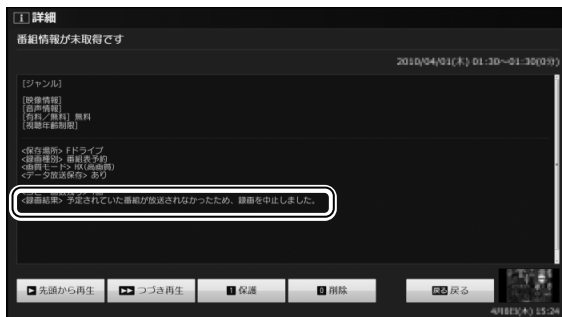 i 詳細
番組情報が未取得です
2010/04/01(木) 01:30～01:30(0分)
[ジャンル]
[映像情報]
[音声情報]
[有料／無料] 無料
[視聴年齢制限]
<保存場所> Fドライブ
<録画種別> 番組表予約
<画質モード> HX(高画質)
<データ放送保存> あり
<録画結果> 予定されていた番組が放送されなかったため、録画を中止しました。
先頭から再生 つづき再生 1 保護 0 削除 戻る 戻る
4月8日(木) 15:24